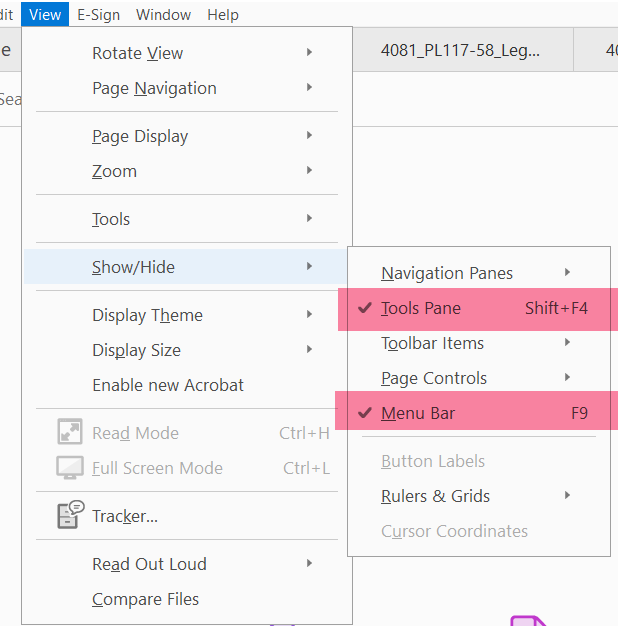 dit View E-Sign Window Help
e 4081_PL117-58_Leg... 40
Sea
Rotate View
Page Navigation
Page Display
Zoom
Tools
Show/Hide
Display Theme
Display Size
Enable new Acrobat
Read Mode Ctrl+H
Full Screen Mode Ctrl+L
Tracker...
Read Out Loud
Compare Files
Navigation Panes
Tools Pane Shift+F4
Toolbar Items
Page Controls
Menu Bar F9
Button Labels
Rulers & Grids
Cursor Coordinates